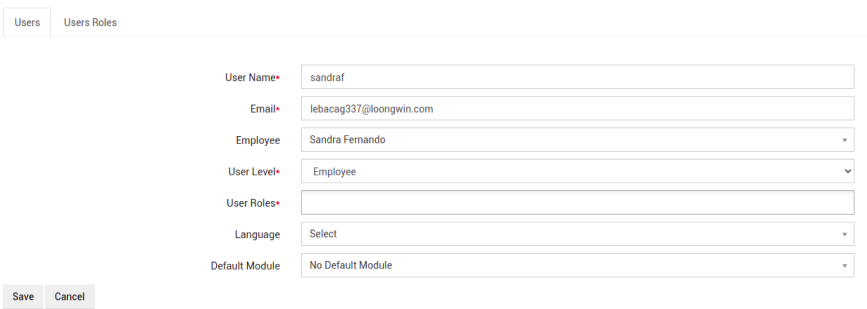 Users Users Roles
User Name* sandraf
Email* lebacag337@loongwin.com
Employee Sandra Fernando
User Level* Employee
User Roles*
Language Select
Default Module No Default Module
Save Cancel